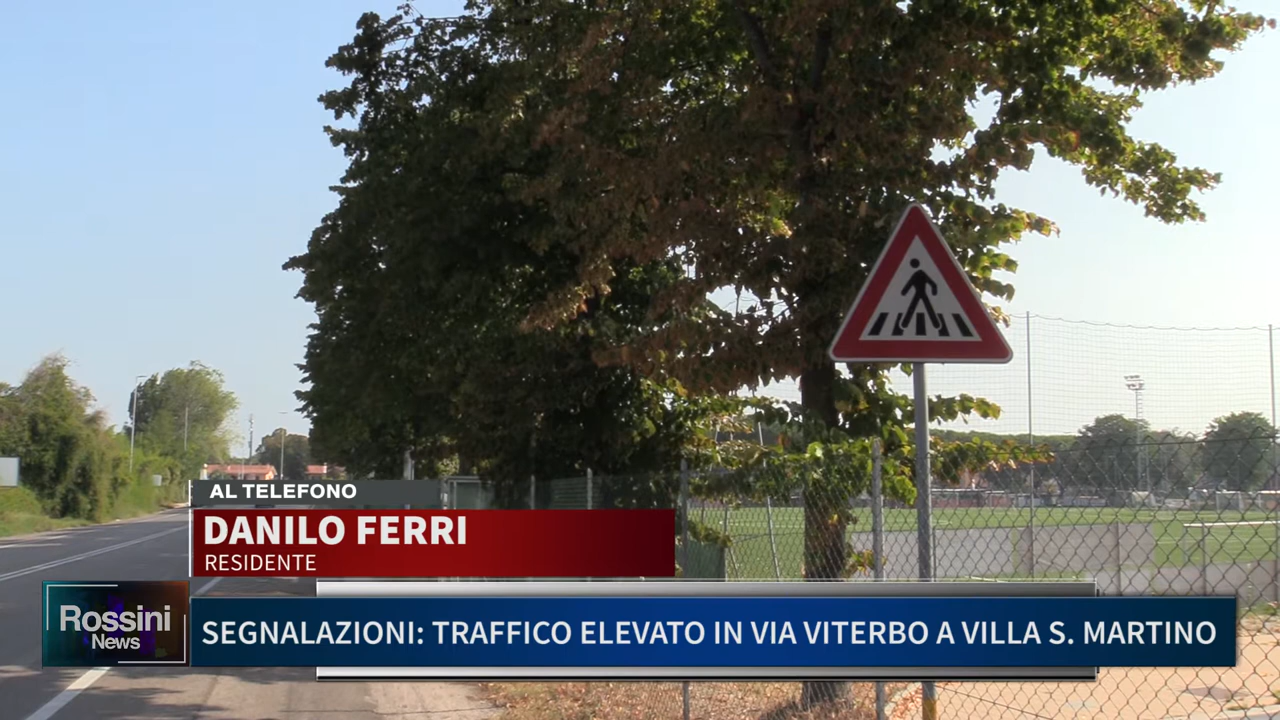 AL TELEFONO
DANILO FERRI
RESIDENTE
Rossini
News
SEGNALAZIONI: TRAFFICO ELEVATO IN VIA VITERBO A VILLA S. MARTINO